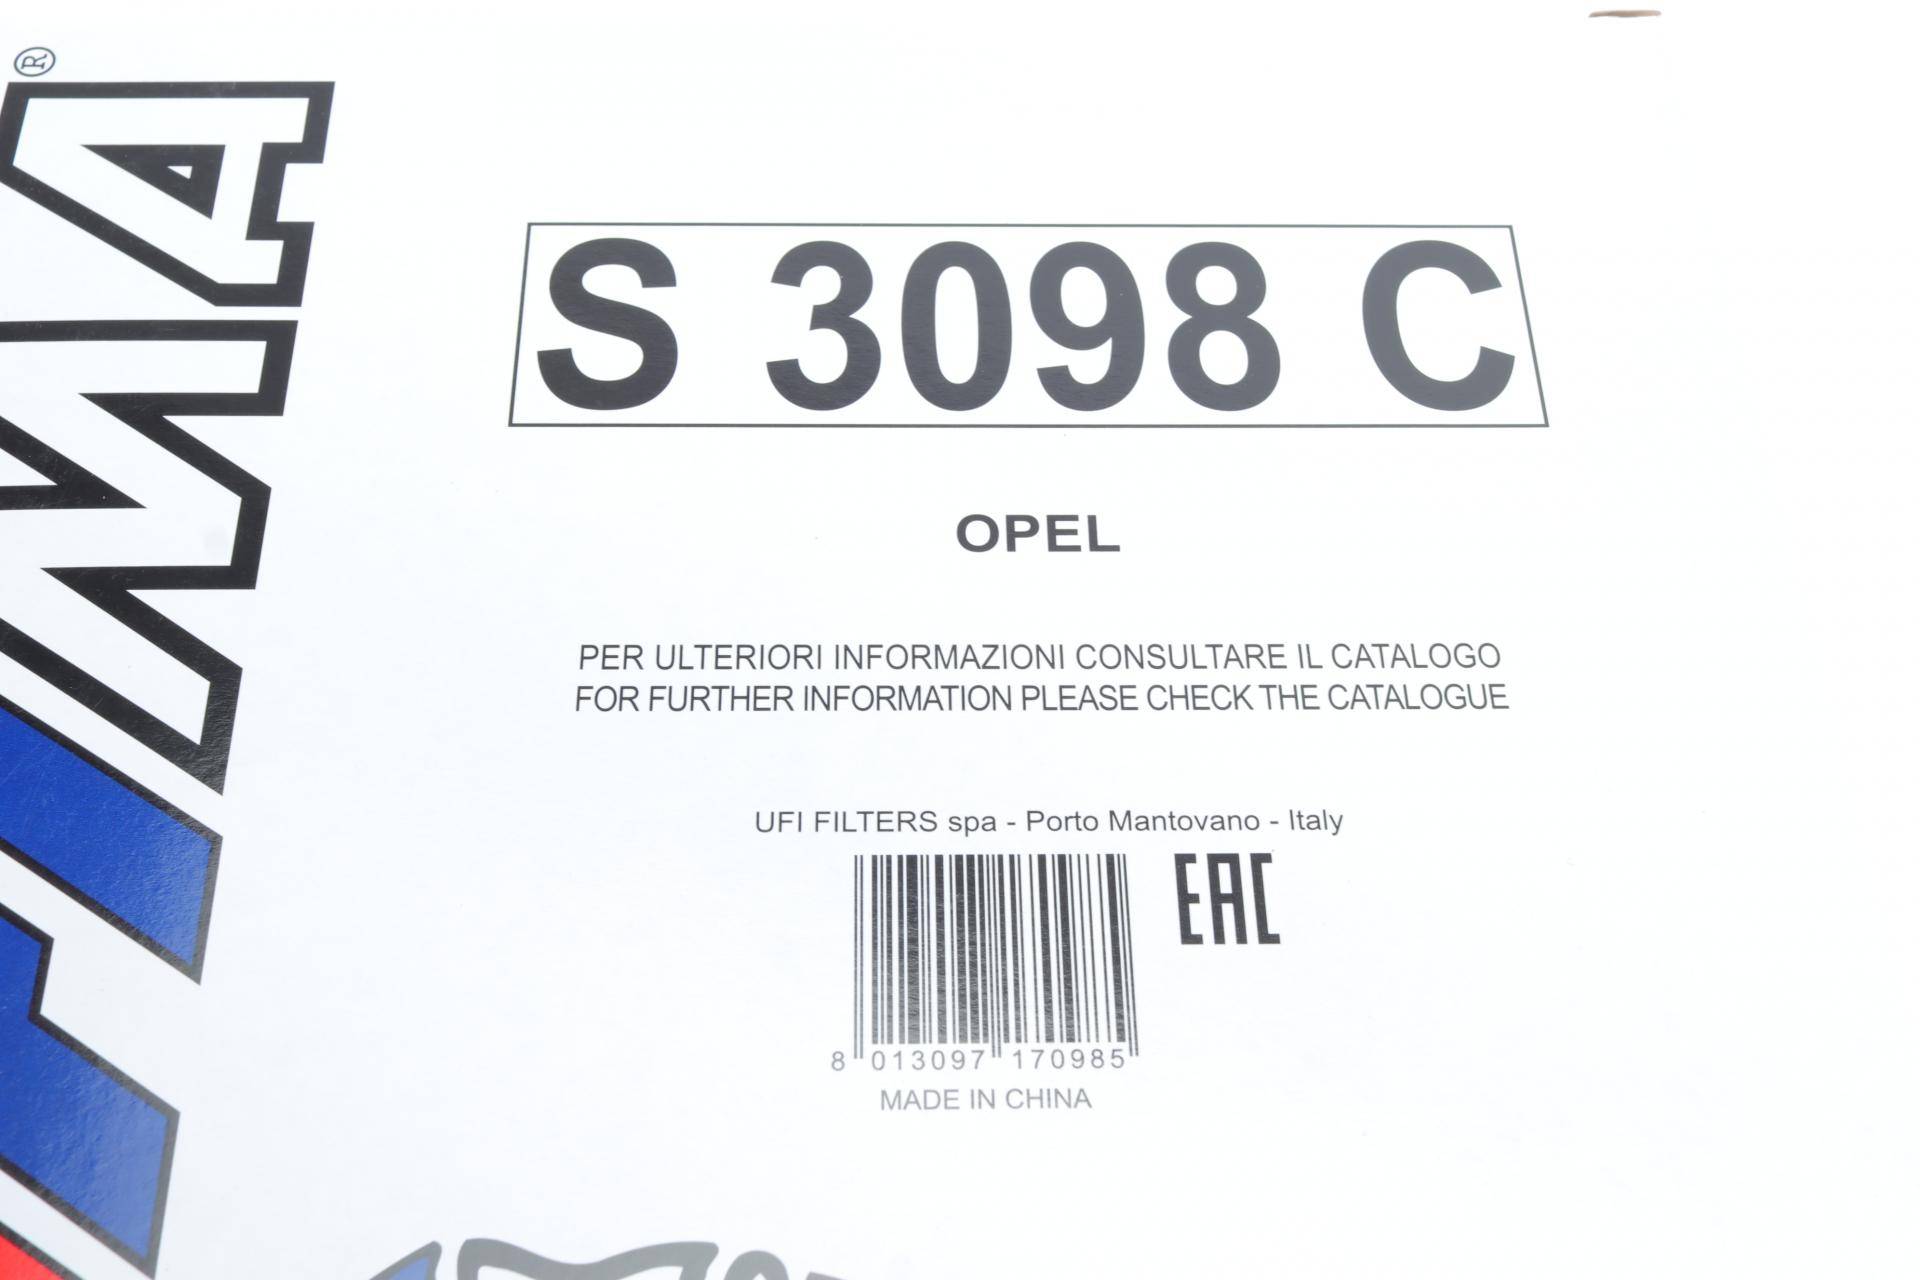 S 3098 C
OPEL
PER ULTERIORI INFORMAZIONI CONSULTARE IL CATALOGO
FOR FURTHER INFORMATION PLEASE CHECK THE CATALOGUE
UFI FILTERS spa - Porto Mantovano - Italy
EAC
8 013097 170985
MADE IN CHINA
®